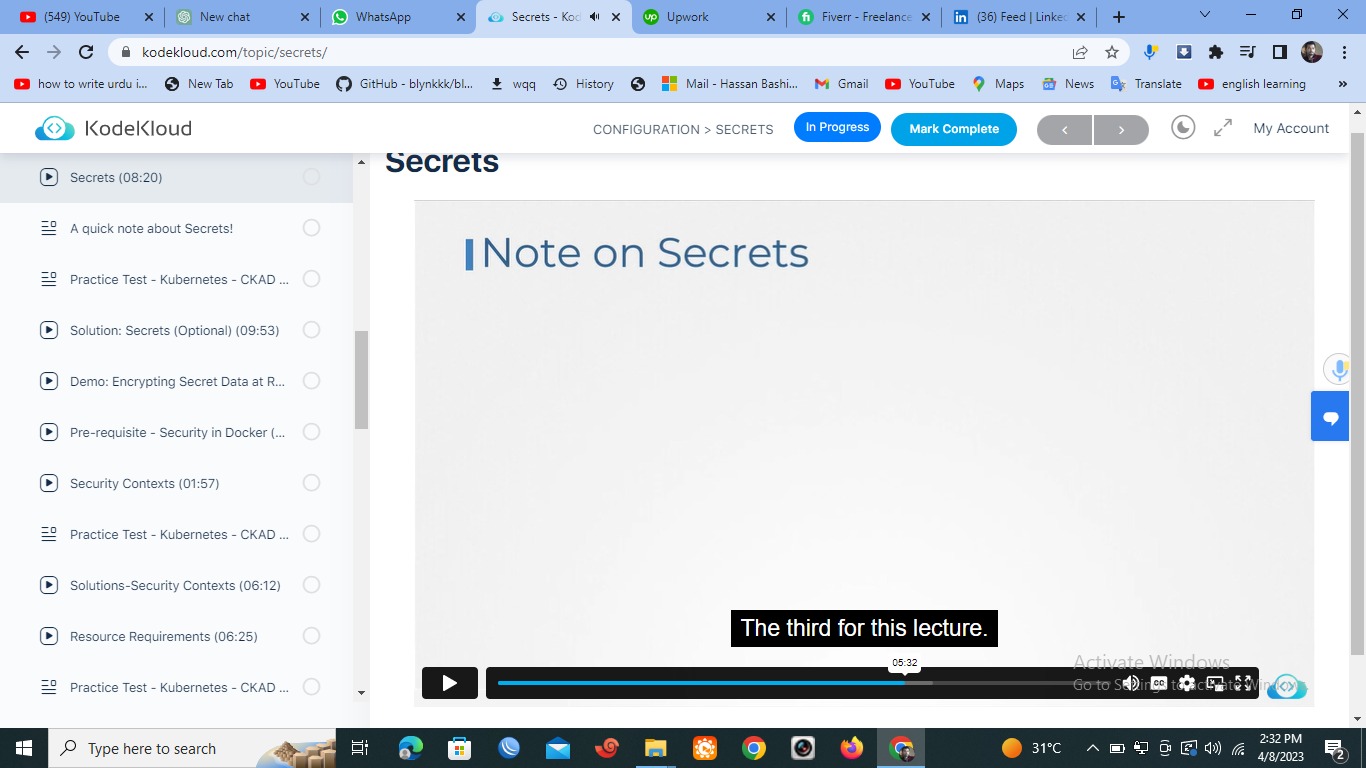 (549) YouTube
New chat
WhatsApp
Secrets - Kod
Upwork
Fiverr - Freelance
(36) Feed | Linked
kodekloud.com/topic/secrets/
how to write urdu i...
New Tab
YouTube
GitHub - blynkkk/bl...
wqq
History
Mail - Hassan Bashi...
Gmail
YouTube
Maps
News
Translate
english learning
»
KodeKloud
CONFIGURATION > SECRETS
In Progress
Mark Complete
My Account
Secrets
Secrets (08:20)
A quick note about Secrets!
Practice Test - Kubernetes - CKAD ...
Solution: Secrets (Optional) (09:53)
Demo: Encrypting Secret Data at R...
Pre-requisite - Security in Docker (...
Security Contexts (01:57)
Practice Test - Kubernetes - CKAD ...
Solutions-Security Contexts (06:12)
Resource Requirements (06:25)
Practice Test - Kubernetes - CKAD ...
Note on Secrets
The third for this lecture.
05:32
CC
Activate Windows
Go to Settings to activate Windows.
Type here to search
31°C
2:32 PM
4/8/2023
2